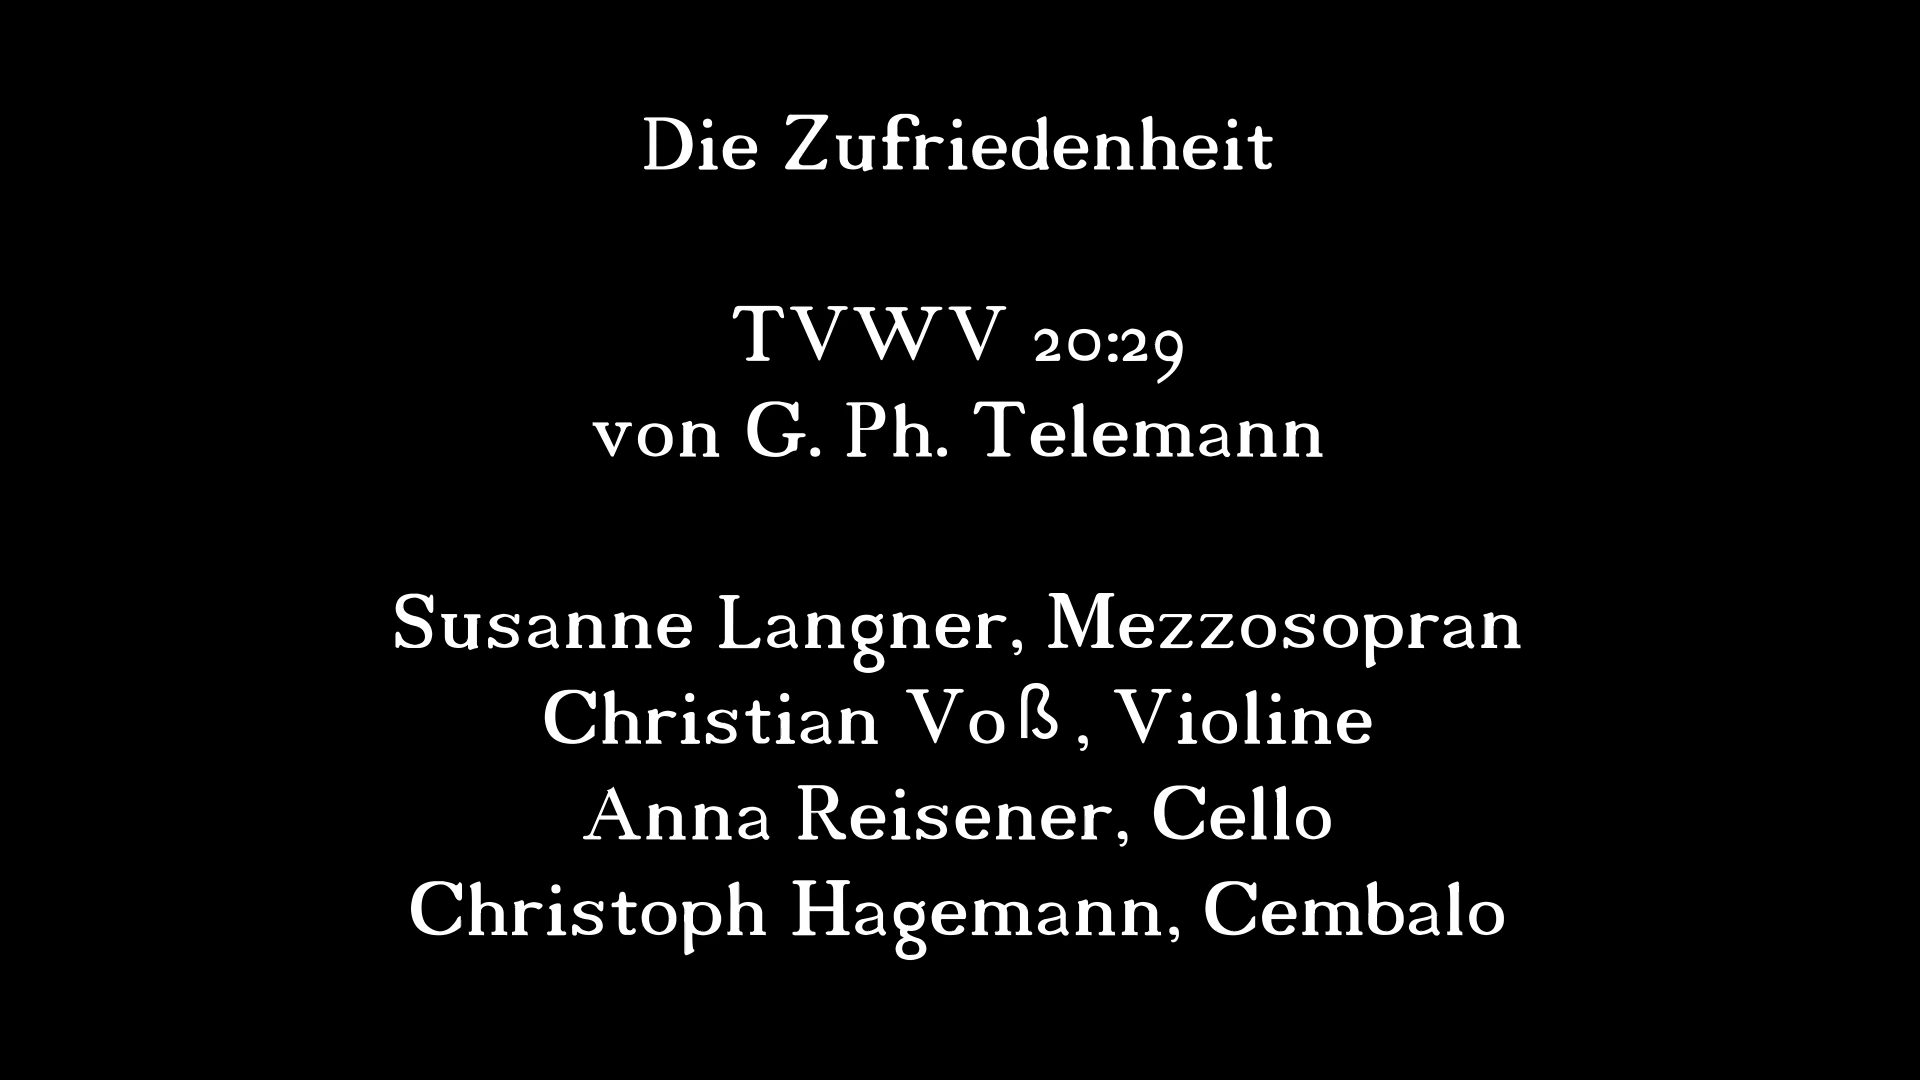 Die Zufriedenheit
TVWV 20:29
von G. Ph. Telemann
Susanne Langner, Mezzosopran
Christian Voß , Violine
Anna Reisener, Cello
Christoph Hagemann, Cembalo